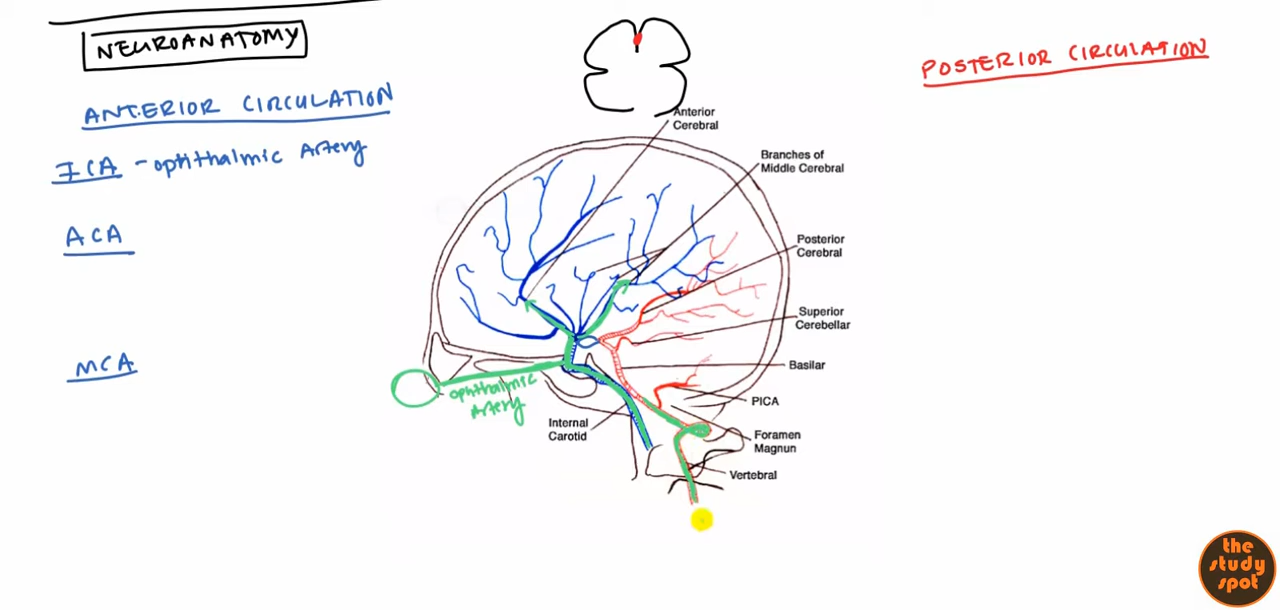 NEUROANATOMY
ANTERIOR CIRCULATION
ICA - ophthalmic Artery
ACA
MCA
POSTERIOR CIRCULATION
Anterior
Cerebral
Branches of
Middle Cerebral
Posterior
Cerebral
Superior
Cerebellar
Basilar
PICA
Foramen
Magnun
Vertebral
Internal
Carotid
ophthalmic
Artery
the
study
spot